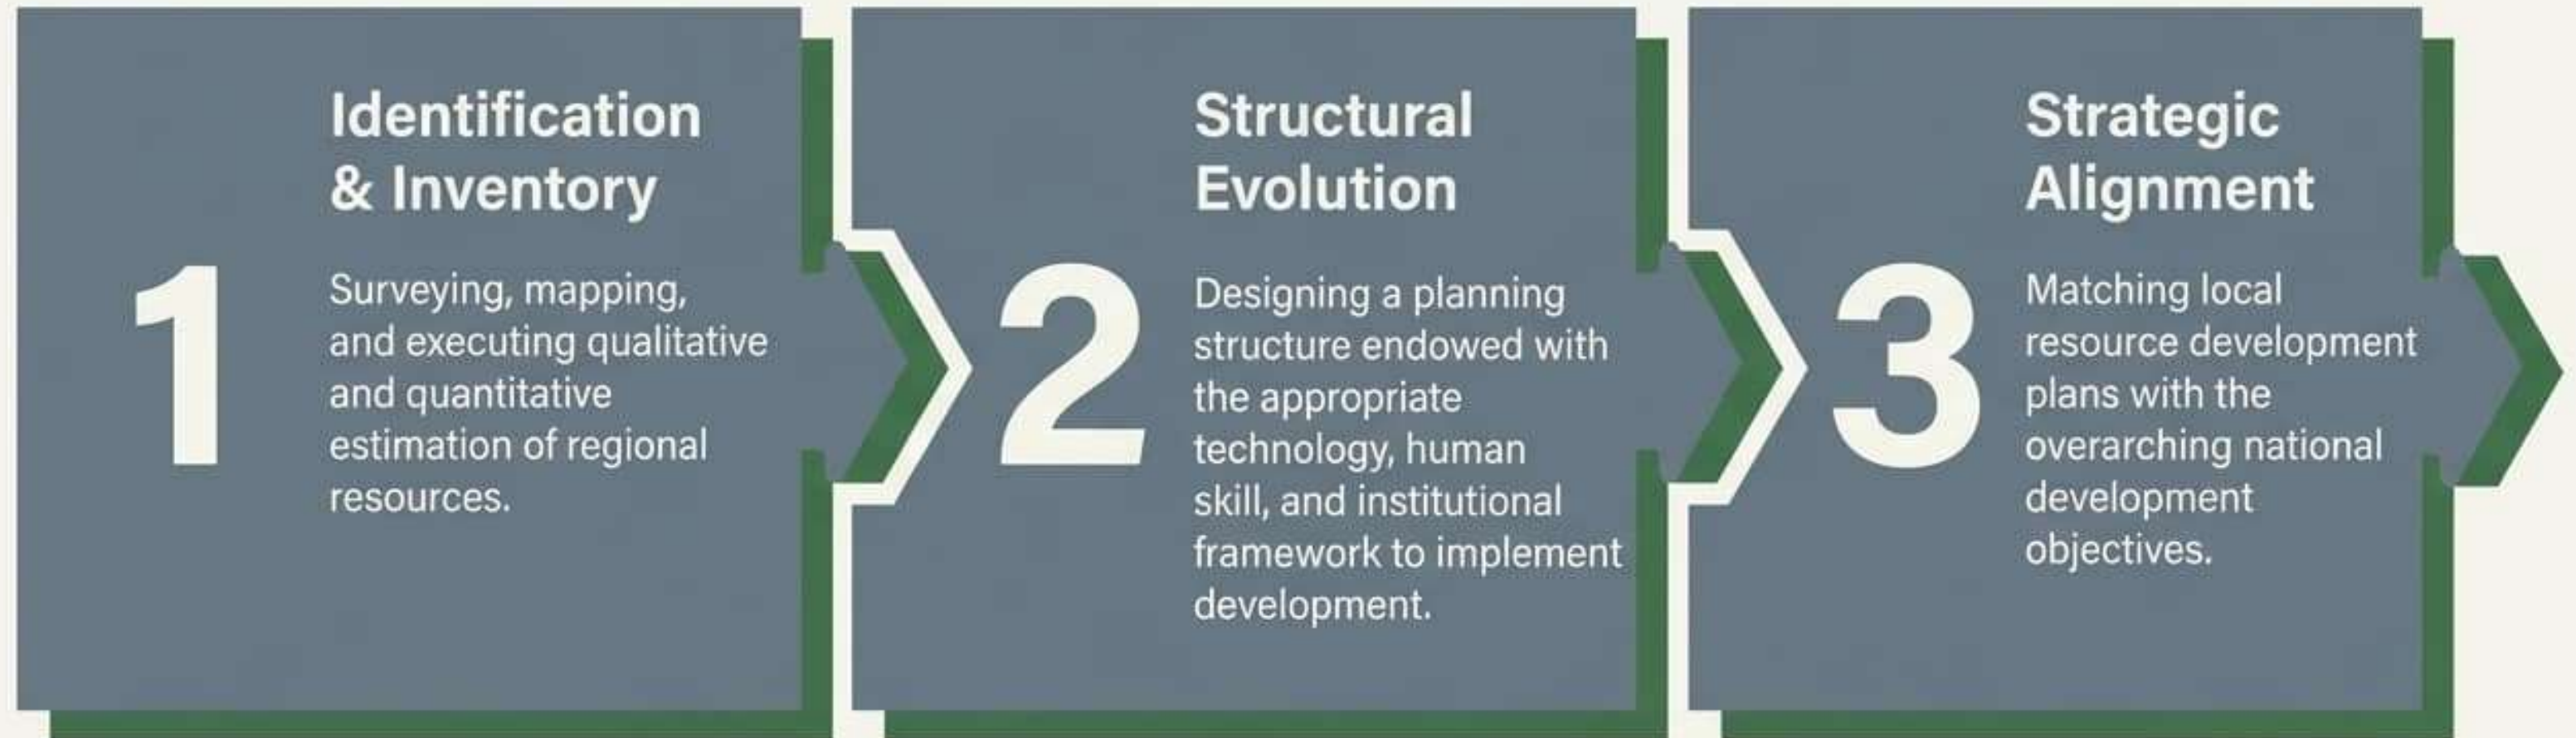 1
Identification
& Inventory
Surveying, mapping,
and executing qualitative
and quantitative
estimation of regional
resources.
2
Structural
Evolution
Designing a planning
structure endowed with
the appropriate
technology, human
skill, and institutional
framework to implement
development.
3
Strategic
Alignment
Matching local
resource development
plans with the
overarching national
development
objectives.